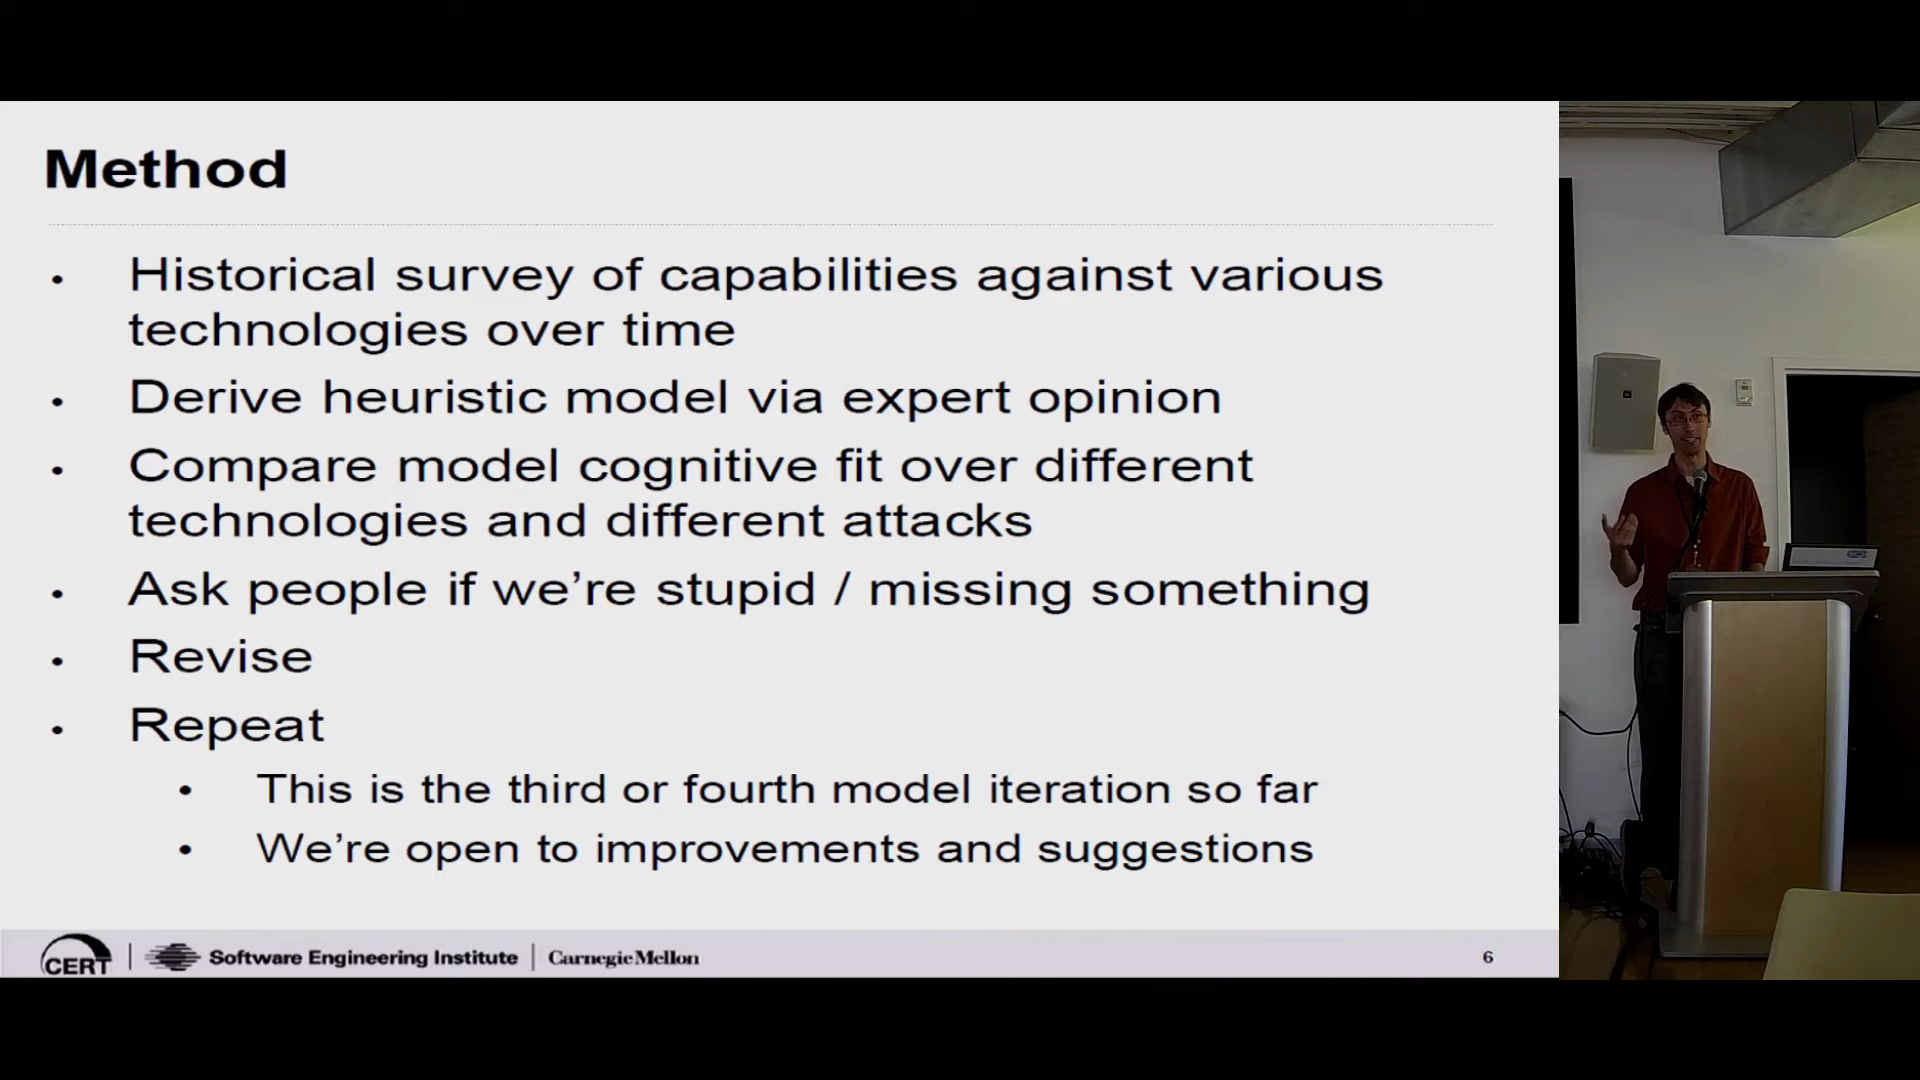 Method
• Historical survey of capabilities against various
technologies over time
• Derive heuristic model via expert opinion
• Compare model cognitive fit over different
technologies and different attacks
• Ask people if we're stupid / missing something
• Revise
• Repeat
• This is the third or fourth model iteration so far
• We're open to improvements and suggestions
CERT | Software Engineering Institute | Carnegie Mellon 6